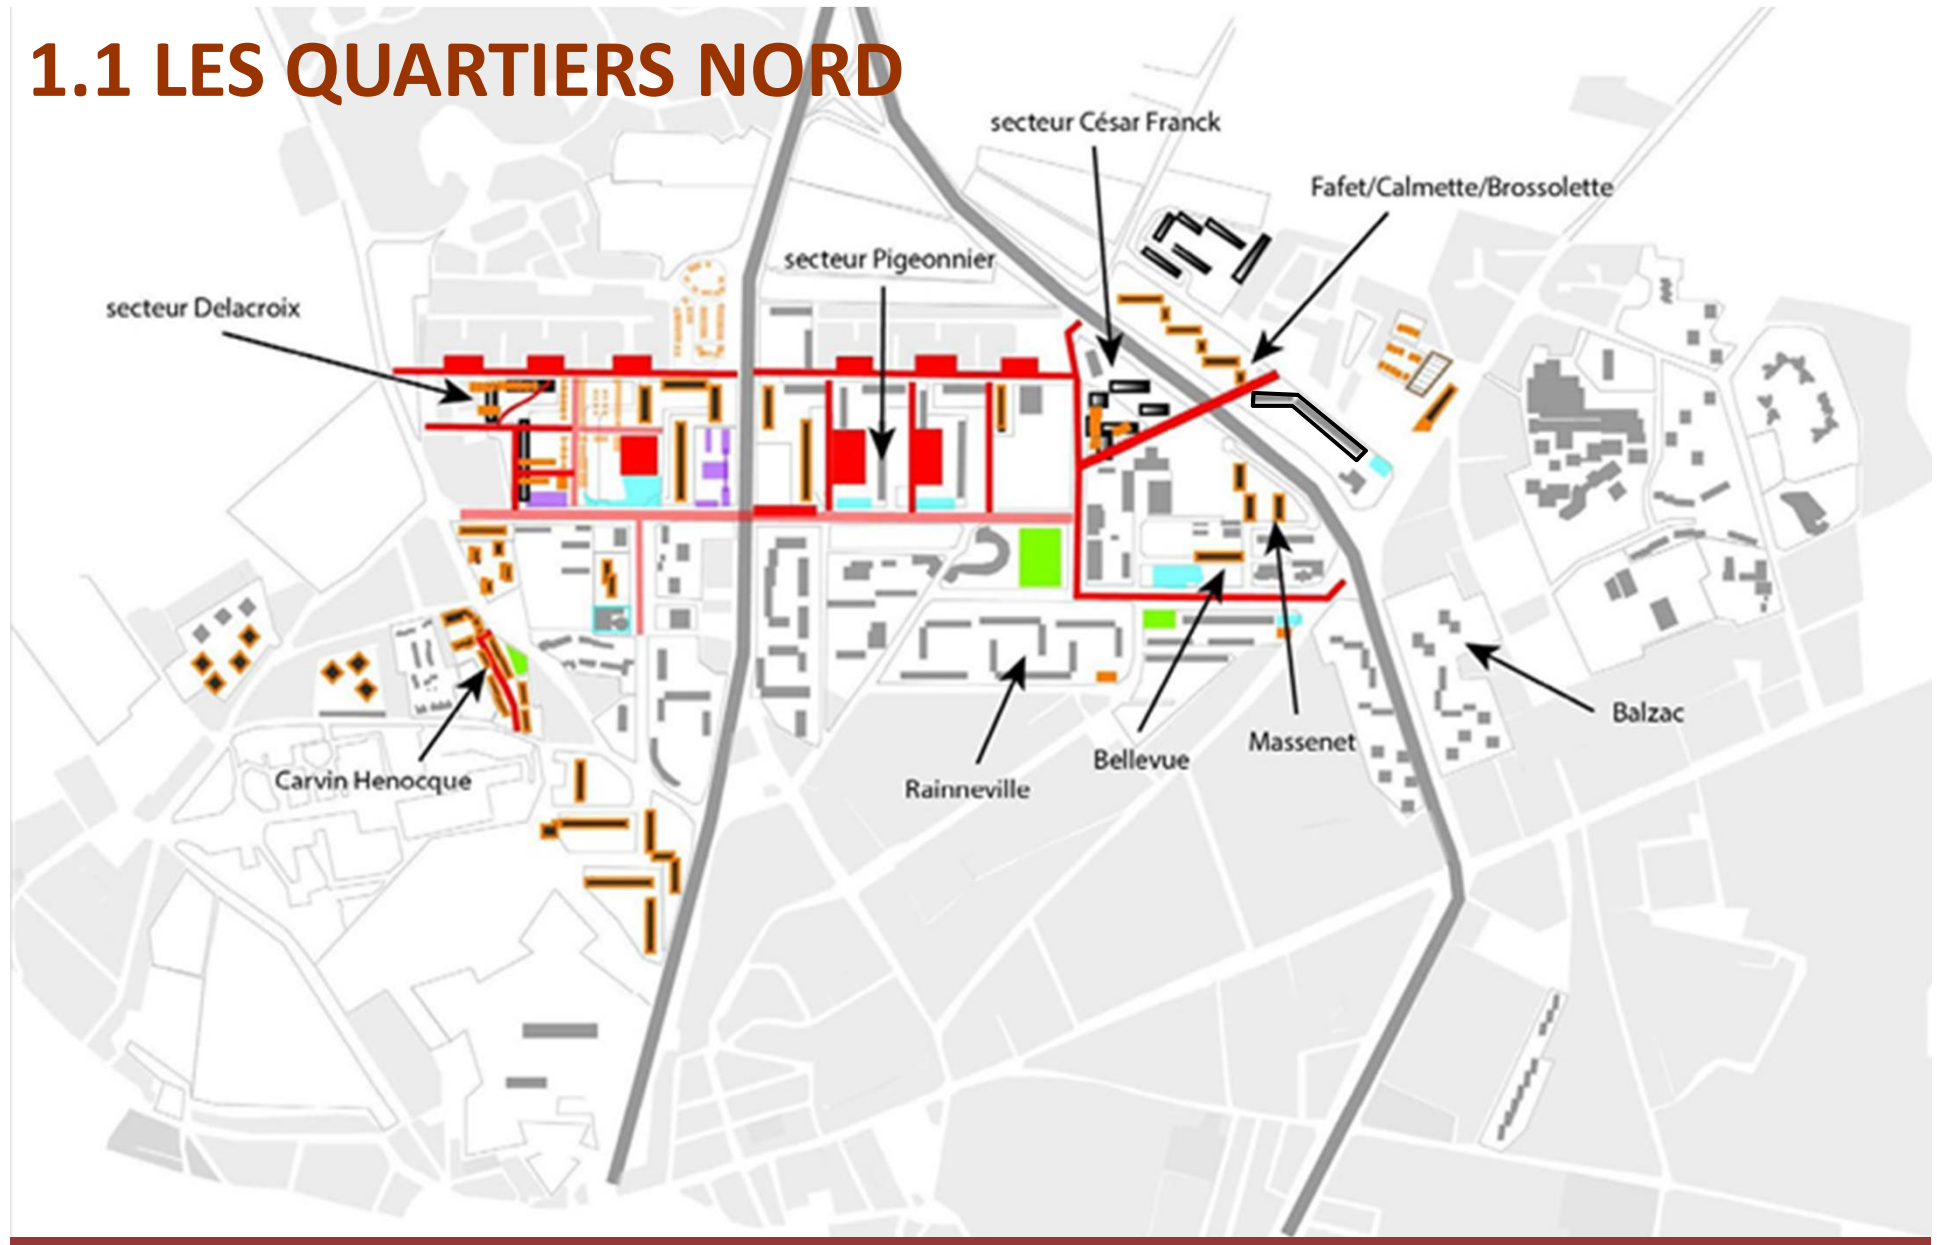 1.1 LES QUARTIERS NORD
secteur César Franck
Fafet/Calmette/Brossolette
secteur Pigeonnier
secteur Delacroix
Balzac
Massenet
Bellevue
Carvin Henocque
Rainneville